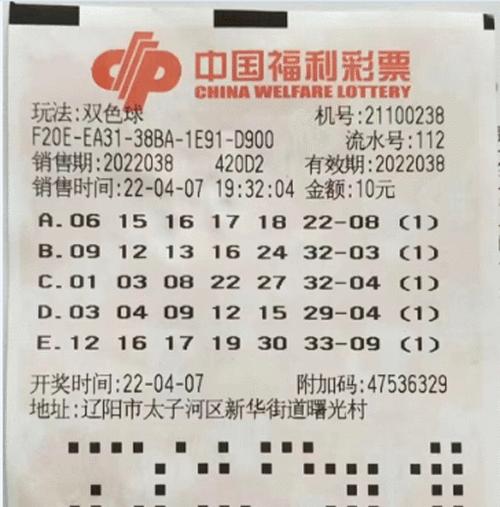 中国福利彩票
CHINA WELFARE LOTTERY
玩法:双色球 机号:21100238
F20E-EA31-38BA-1E91-D900 流水号:112
销售期:2022038 420D2 有效期:2022038
销售时间:22-04-07 19:32:04 金额:10元
A.06 15 16 17 18 22-08 (1)
B.09 12 13 16 24 32-03 (1)
C.01 03 08 22 27 32-04 (1)
D.03 04 09 12 15 29-04 (1)
E.12 16 17 19 30 33-09 (1)
开奖时间:22-04-07 附加码:47536329
地址:辽阳市太子河区新华街道曙光村